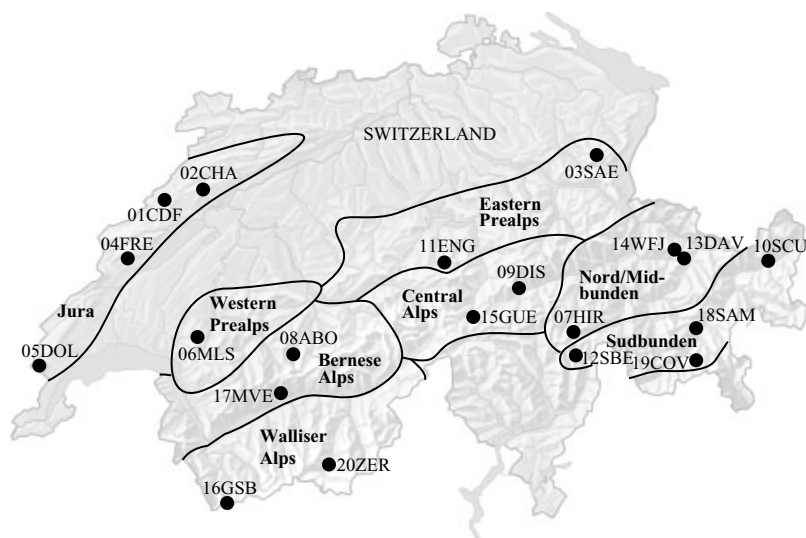 SWITZERLAND
02CHA
03SAE
01CDF
Eastern
Prealps
04FRE
11ENG
14WFJ
13DAV
10SCU
09DIS
Nord/Mid-
bunden
Jura
Western
Prealps
Central
Alps
15GUE
07HIR
18SAM
06MLS
08ABO
Sudbunden
05DOL
Bernese
Alps
12SBE
19COV
17MVE
Walliser
Alps
20ZER
16GSB